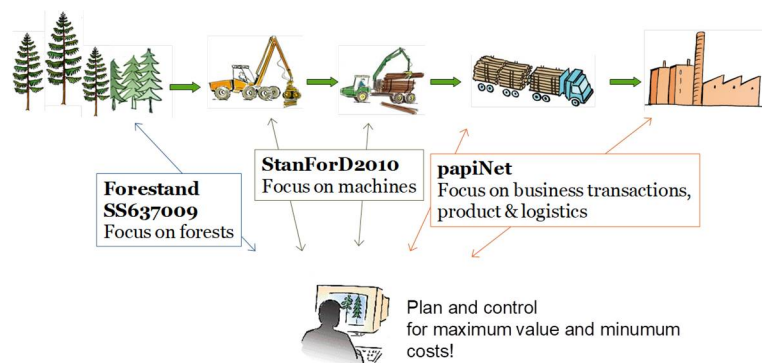 Forestand
SS637009
Focus on forests
StanForD2010
Focus on machines
papiNet
Focus on business transactions,
product & logistics
Plan and control
for maximum value and minumum
costs!